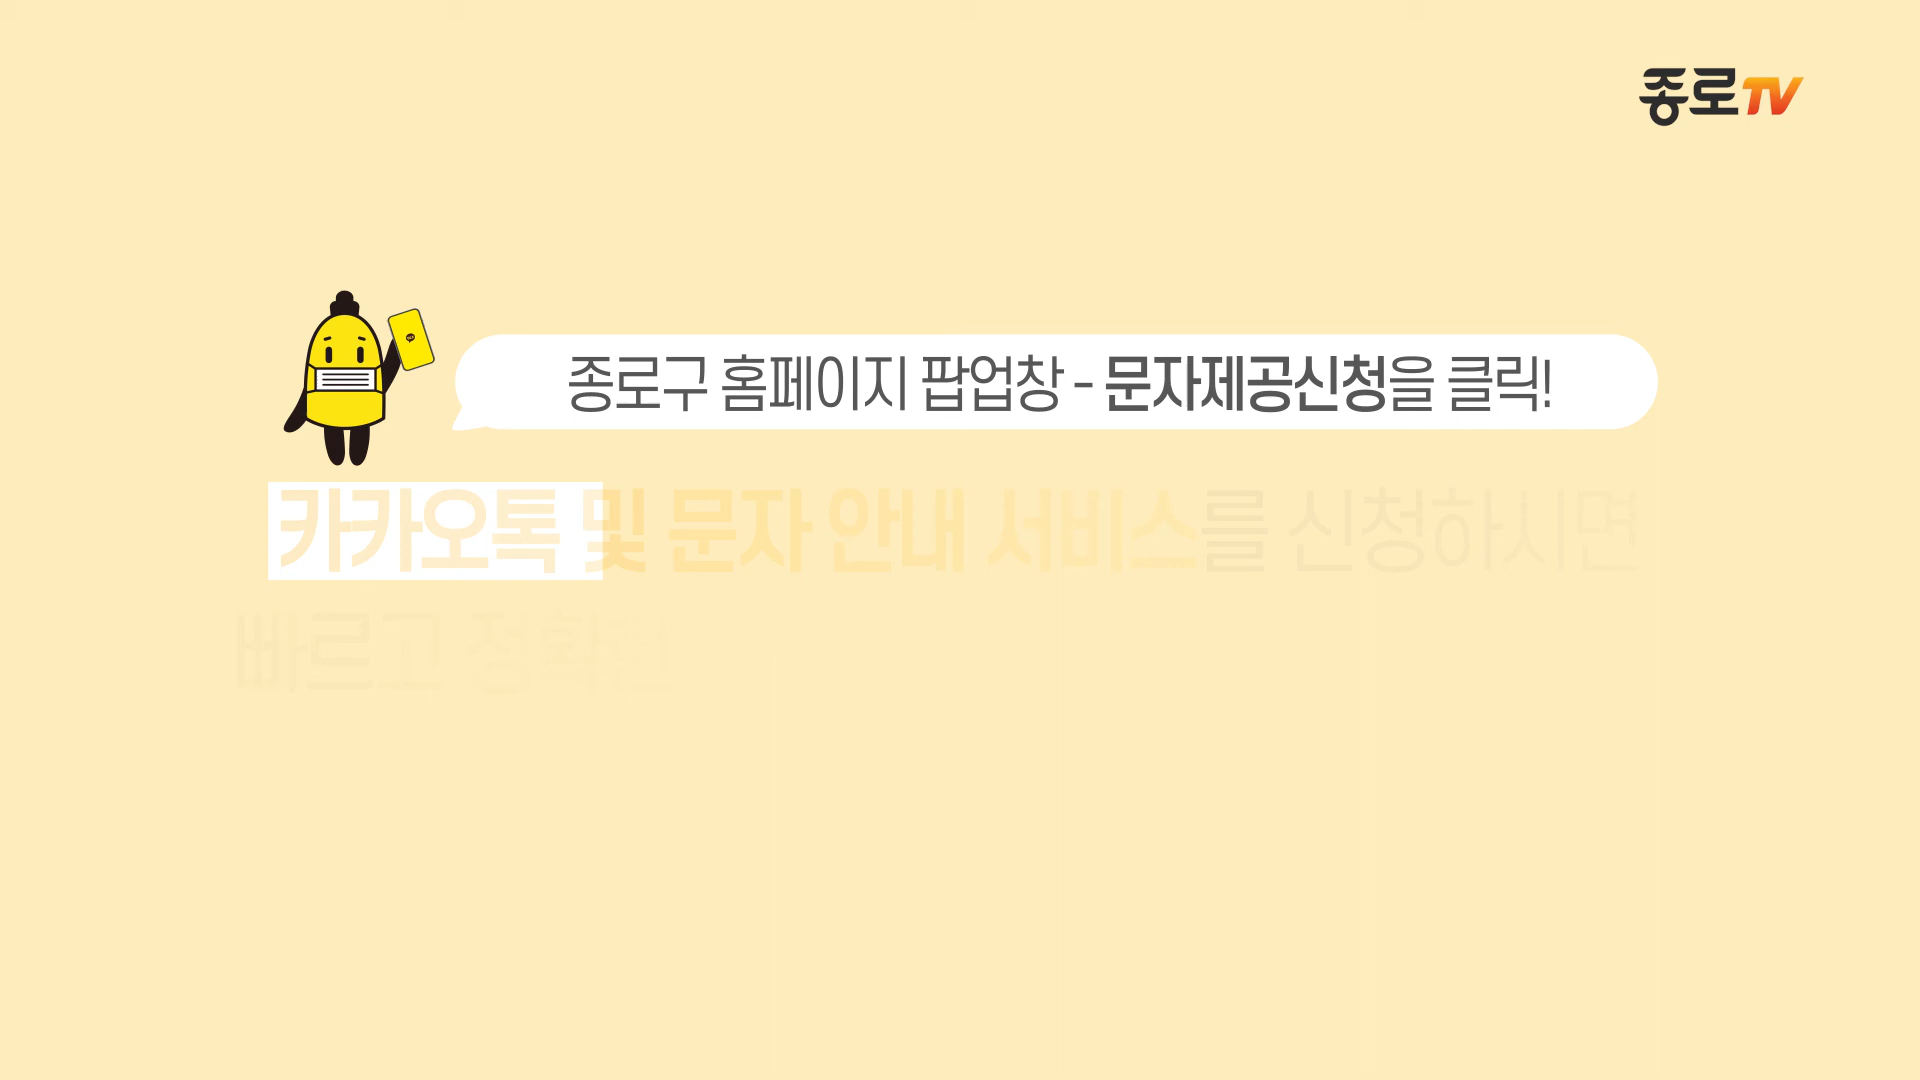 종로TV
종로구 홈페이지 팝업창 - 문자제공신청을 클릭!
카카오톡 및 문자 안내 서비스를 신청하시면
빠르고 정확한